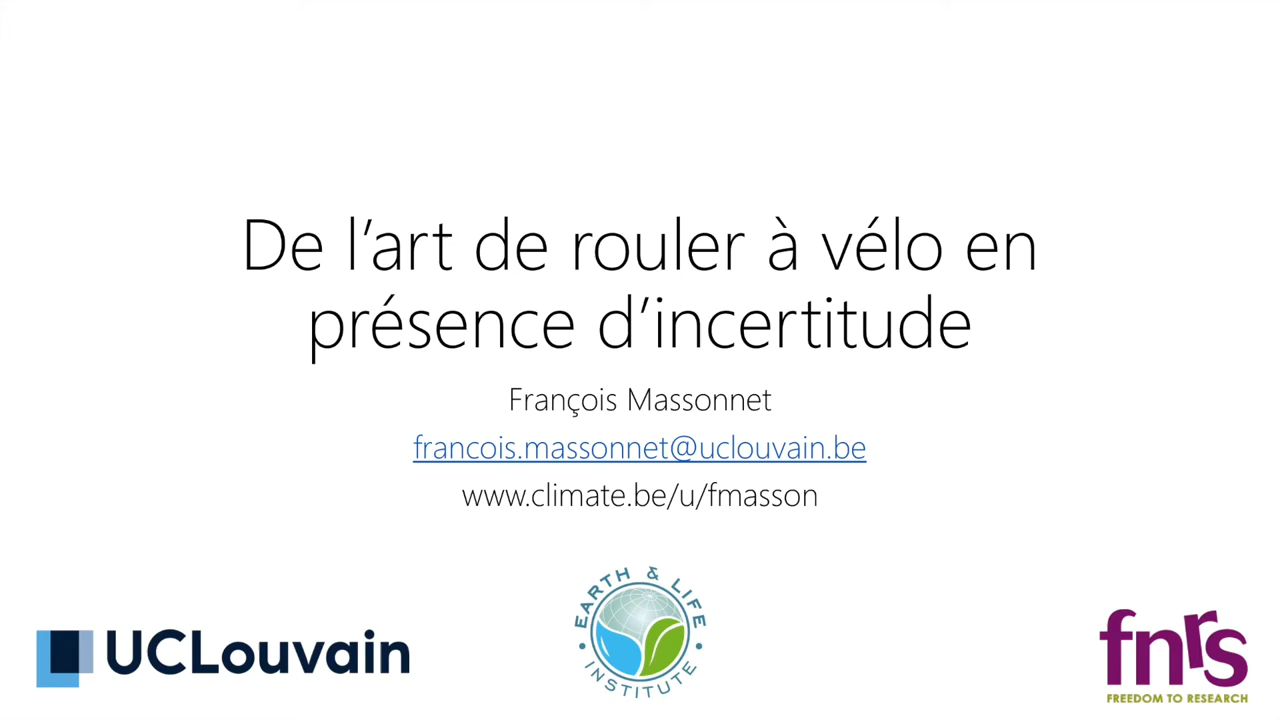 De l’art de rouler à vélo en
présence d’incertitude
François Massonnet
francois.massonnet@uclouvain.be
www.climate.be/u/fmasson
EARTH & LIFE
INSTITUTE
UCLouvain
fnrs
FREEDOM TO RESEARCH